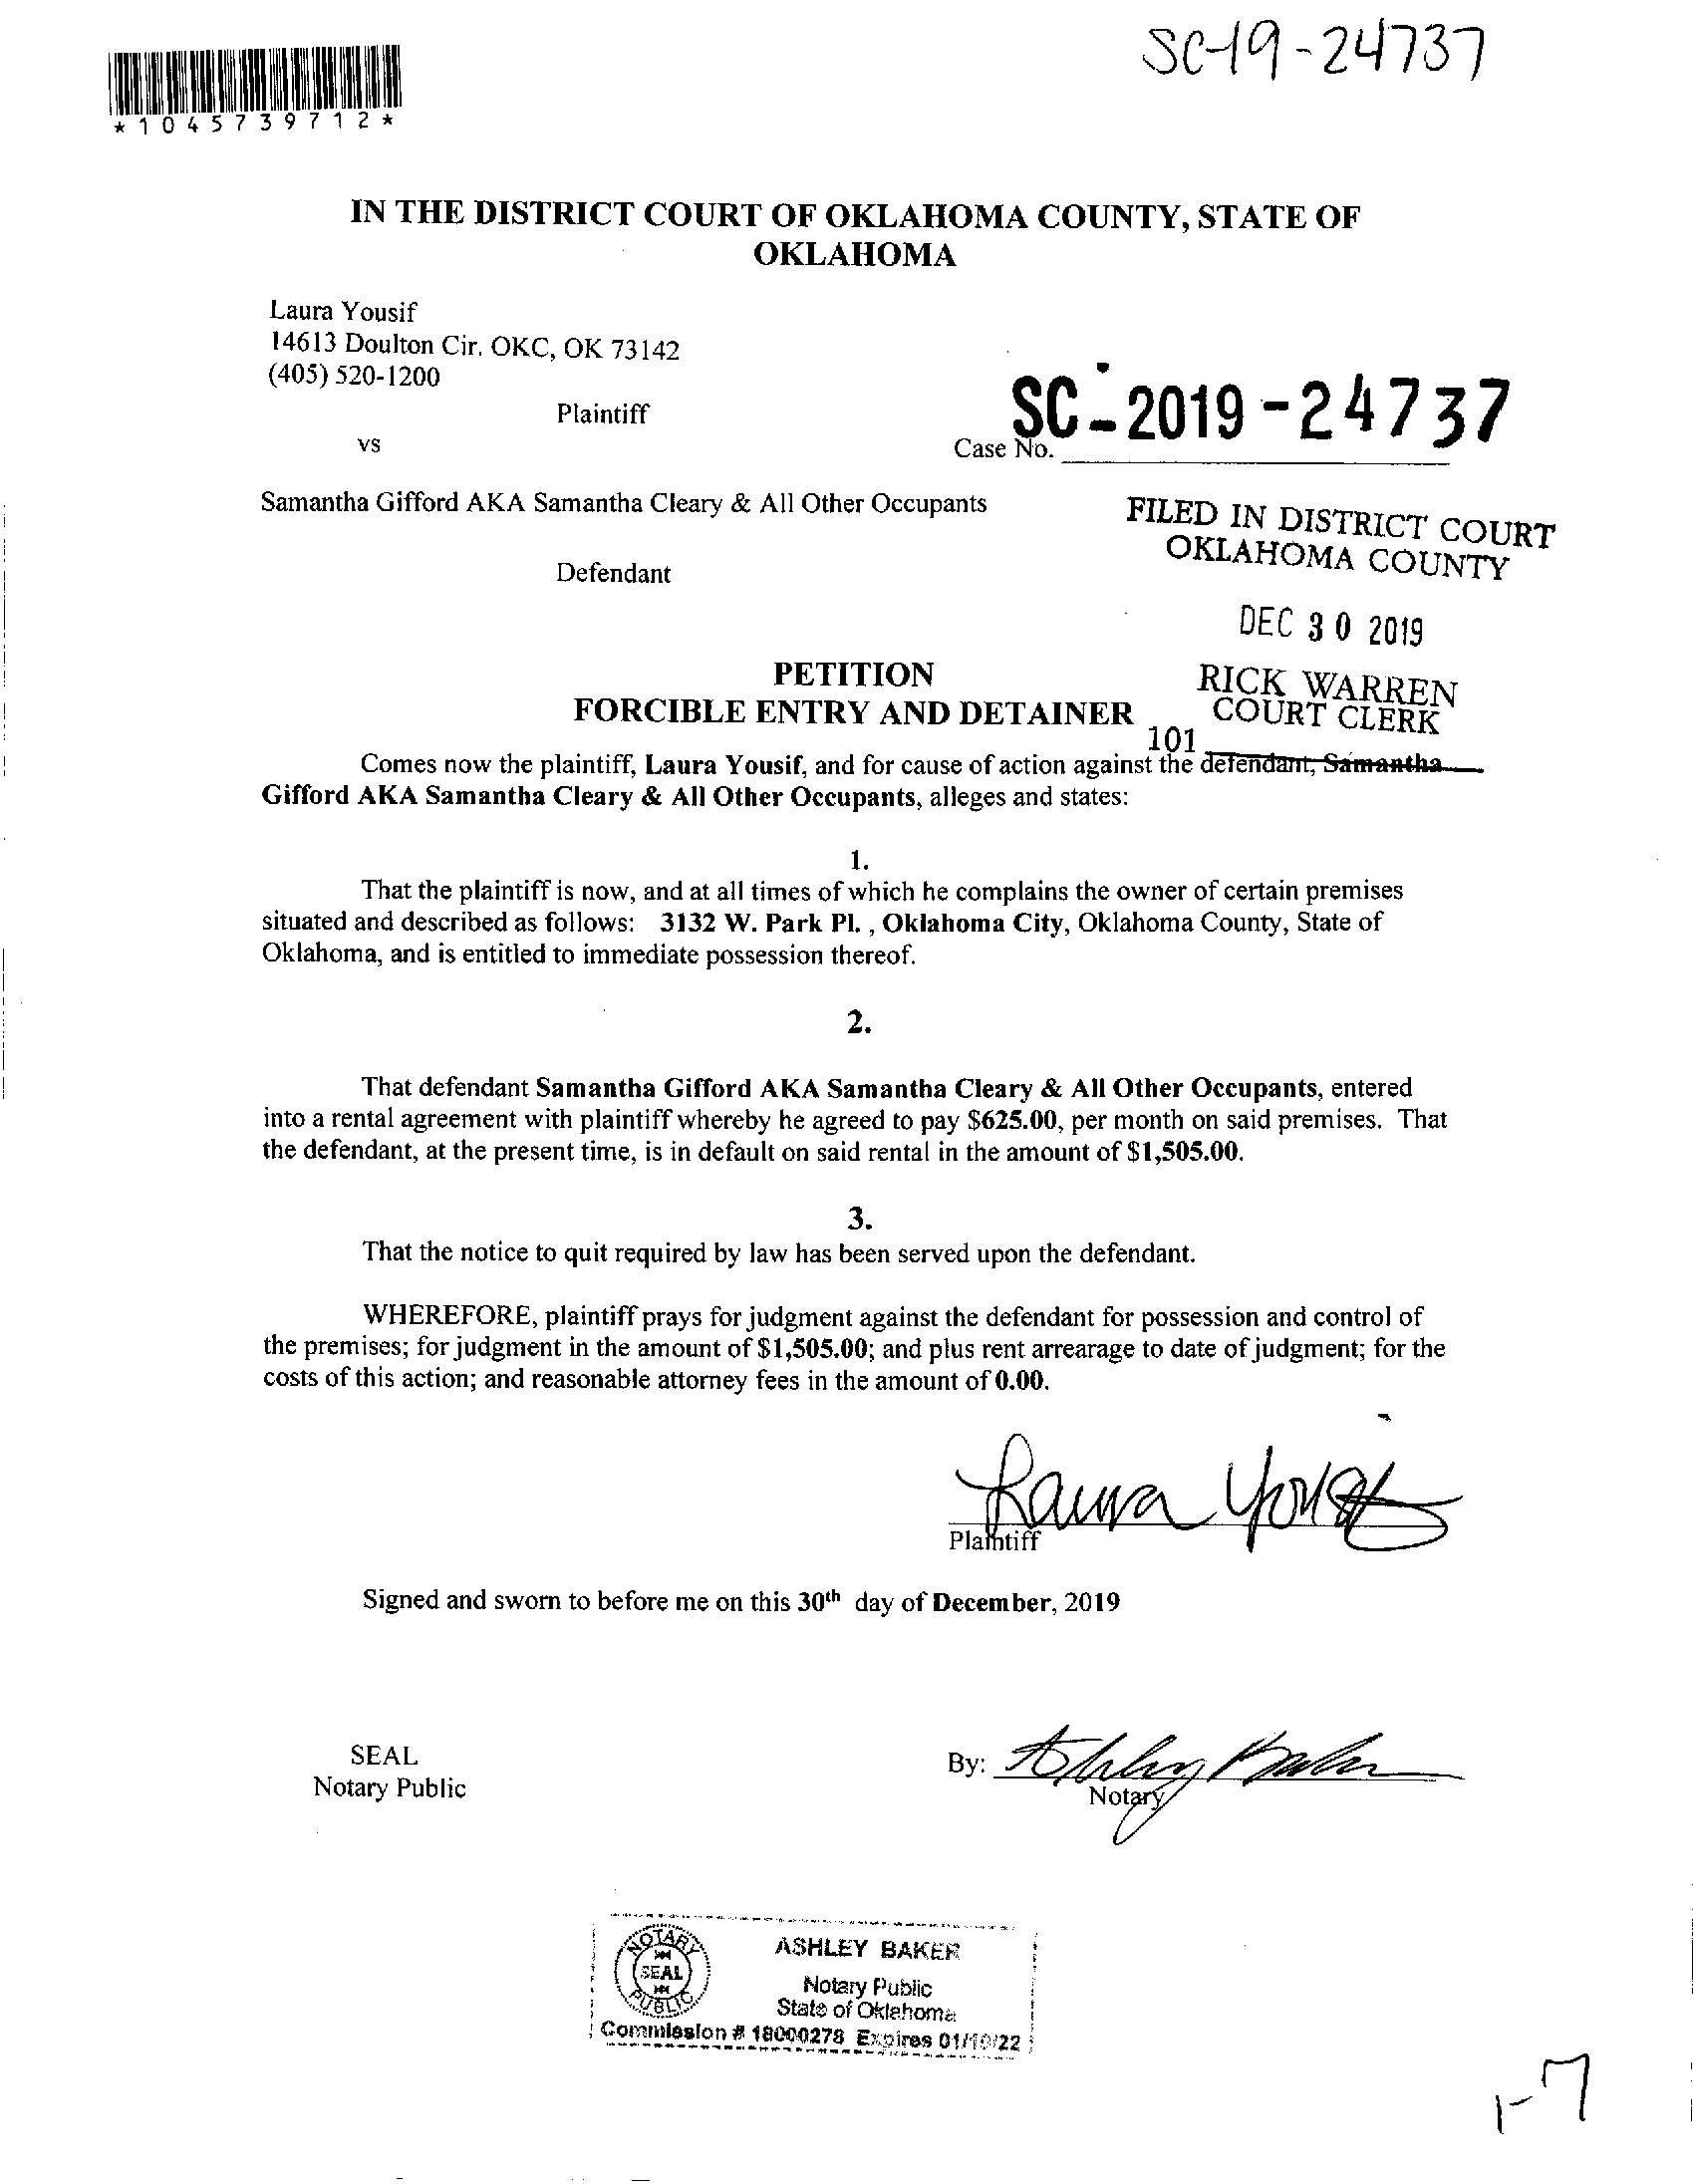 SC-19-24737
*1045739712*
IN THE DISTRICT COURT OF OKLAHOMA COUNTY, STATE OF
OKLAHOMA
Laura Yousif
14613 Doulton Cir. OKC, OK 73142
(405) 520-1200
Plaintiff
vs
SC-2019-24737
Case No.
Samantha Gifford AKA Samantha Cleary & All Other Occupants
Defendant
FILED IN DISTRICT COURT
OKLAHOMA COUNTY
DEC 30 2019
RICK WARREN
COURT CLERK
101
PETITION
FORCIBLE ENTRY AND DETAINER
Comes now the plaintiff, Laura Yousif, and for cause of action against the defendant, Samantha
Gifford AKA Samantha Cleary & All Other Occupants, alleges and states:
1.
That the plaintiff is now, and at all times of which he complains the owner of certain premises
situated and described as follows: 3132 W. Park Pl. , Oklahoma City, Oklahoma County, State of
Oklahoma, and is entitled to immediate possession thereof.
2.
That defendant Samantha Gifford AKA Samantha Cleary & All Other Occupants, entered
into a rental agreement with plaintiff whereby he agreed to pay $625.00, per month on said premises. That
the defendant, at the present time, is in default on said rental in the amount of $1,505.00.
3.
That the notice to quit required by law has been served upon the defendant.
WHEREFORE, plaintiff prays for judgment against the defendant for possession and control of
the premises; for judgment in the amount of $1,505.00; and plus rent arrearage to date of judgment; for the
costs of this action; and reasonable attorney fees in the amount of 0.00.
Laura Yousif
Plaintiff
Signed and sworn to before me on this 30th day of December, 2019
SEAL
Notary Public
By: Ashley Baker
Notary
NOTARY
SEAL
PUBLIC
ASHLEY BAKER
Notary Public
State of Oklahoma
Commission # 18000278 Expires 01/10/22
1-7